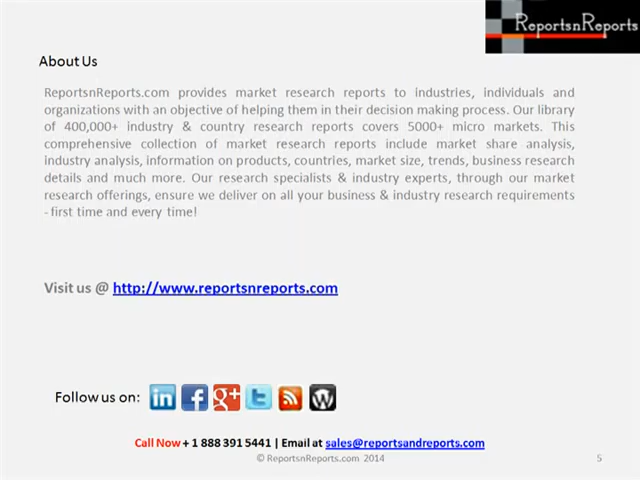 ReportsnReports
About Us
ReportsnReports.com provides market research reports to industries, individuals and
organizations with an objective of helping them in their decision making process. Our library
of 400,000+ industry & country research reports covers 5000+ micro markets. This
comprehensive collection of market research reports include market share analysis,
industry analysis, information on products, countries, market size, trends, business research
details and much more. Our research specialists & industry experts, through our market
research offerings, ensure we deliver on all your business & industry research requirements
- first time and every time!
Visit us @ http://www.reportsnreports.com
Follow us on: in f g+ t W
Call Now + 1 888 391 5441 | Email at sales@reportsandreports.com
© ReportsnReports.com 2014 5